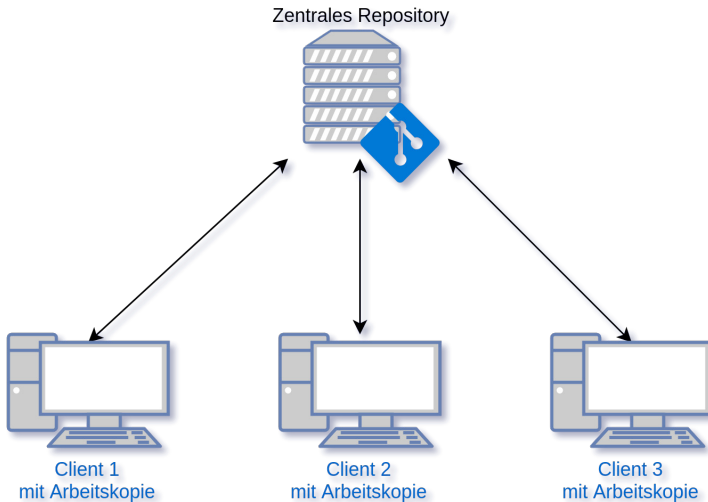 Zentrales Repository
Client 1
mit Arbeitskopie
Client 2
mit Arbeitskopie
Client 3
mit Arbeitskopie